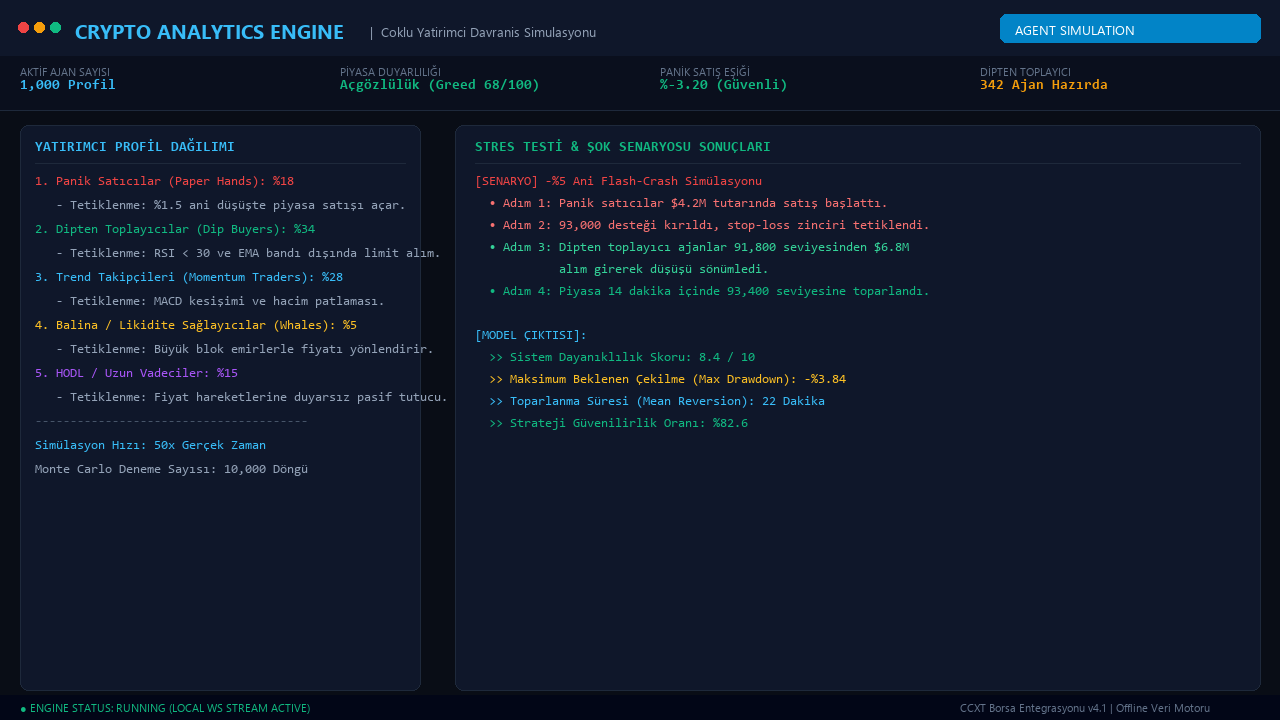 CRYPTO ANALYTICS ENGINE
| Coklu Yatirimci Davranis Simulasyonu
AGENT SIMULATION
AKTİF AJAN SAYISI
1,000 Profil
PİYASA DUYARLILIĞI
Açgözlülük (Greed 68/100)
PANİK SATIŞ EŞİĞİ
%-3.20 (Güvenli)
DİPTEN TOPLAYICI
342 Ajan Hazırda
YATIRIMCI PROFİL DAĞILIMI
1. Panik Satıcılar (Paper Hands): %18
- Tetiklenme: %1.5 ani düşüşte piyasa satışı açar.
2. Dipten Toplayıcılar (Dip Buyers): %34
- Tetiklenme: RSI < 30 ve EMA bandı dışında limit alım.
3. Trend Takipçileri (Momentum Traders): %28
- Tetiklenme: MACD kesişimi ve hacim patlaması.
4. Balina / Likidite Sağlayıcılar (Whales): %5
- Tetiklenme: Büyük blok emirlerle fiyatı yönlendirir.
5. HODL / Uzun Vadeciler: %15
- Tetiklenme: Fiyat hareketlerine duyarsız pasif tutucu.
---------------------------------------
Simülasyon Hızı: 50x Gerçek Zaman
Monte Carlo Deneme Sayısı: 10,000 Döngü
STRES TESTİ & ŞOK SENARYOSU SONUÇLARI
[SENARYO] -%5 Ani Flash-Crash Simülasyonu
• Adım 1: Panik satıcılar $4.2M tutarında satış başlattı.
• Adım 2: 93,000 desteği kırıldı, stop-loss zinciri tetiklendi.
• Adım 3: Dipten toplayıcı ajanlar 91,800 seviyesinden $6.8M
alım girerek düşüşü sönümledi.
• Adım 4: Piyasa 14 dakika içinde 93,400 seviyesine toparlandı.
[MODEL ÇIKTISI]:
>> Sistem Dayanıklılık Skoru: 8.4 / 10
>> Maksimum Beklenen Çekilme (Max Drawdown): -%3.84
>> Toparlanma Süresi (Mean Reversion): 22 Dakika
>> Strateji Güvenilirlik Oranı: %82.6
● ENGINE STATUS: RUNNING (LOCAL WS STREAM ACTIVE)
CCXT Borsa Entegrasyonu v4.1 | Offline Veri Motoru